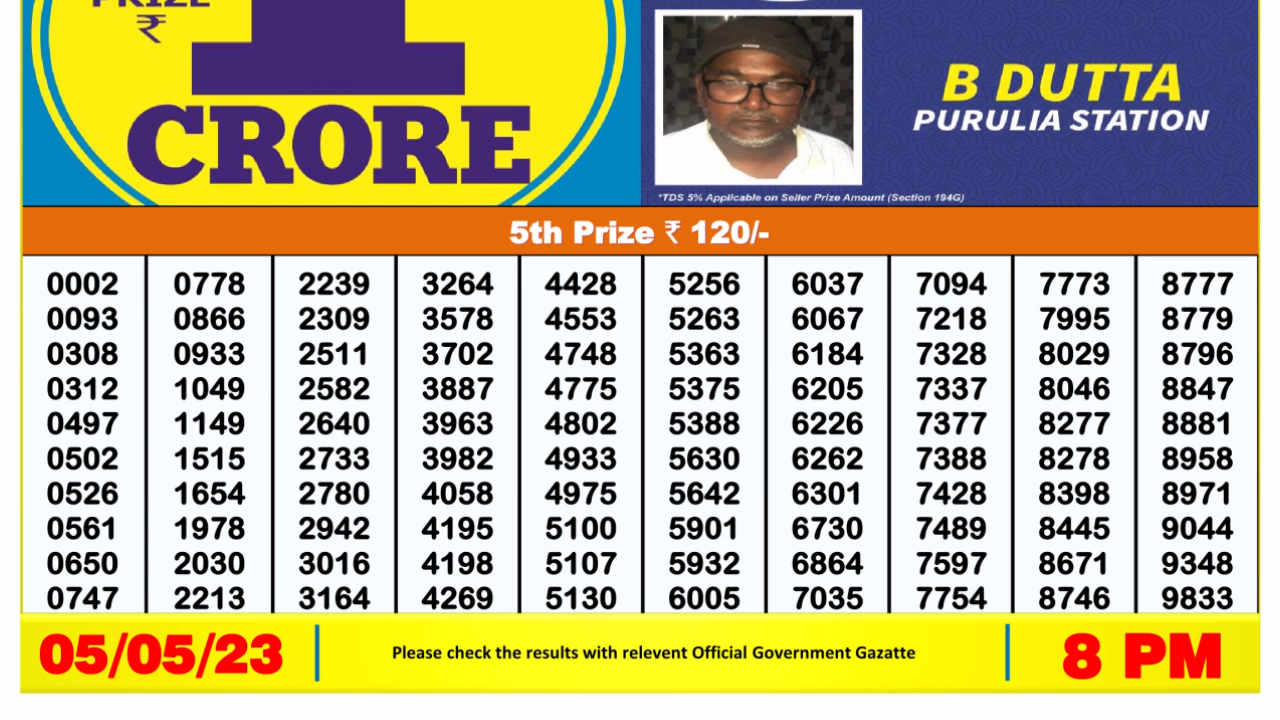 PRIZE
₹
1
CRORE
B DUTTA
PURULIA STATION
*TDS 5% Applicable on Seller Prize Amount (Section 194G)
5th Prize ₹ 120/-
0002 0778 2239 3264 4428 5256 6037 7094 7773 8777
0093 0866 2309 3578 4553 5263 6067 7218 7995 8779
0308 0933 2511 3702 4748 5363 6184 7328 8029 8796
0312 1049 2582 3887 4775 5375 6205 7337 8046 8847
0497 1149 2640 3963 4802 5388 6226 7377 8277 8881
0502 1515 2733 3982 4933 5630 6262 7388 8278 8958
0526 1654 2780 4058 4975 5642 6301 7428 8398 8971
0561 1978 2942 4195 5100 5901 6730 7489 8445 9044
0650 2030 3016 4198 5107 5932 6864 7597 8671 9348
0747 2213 3164 4269 5130 6005 7035 7754 8746 9833
05/05/23
Please check the results with relevent Official Government Gazatte
8 PM